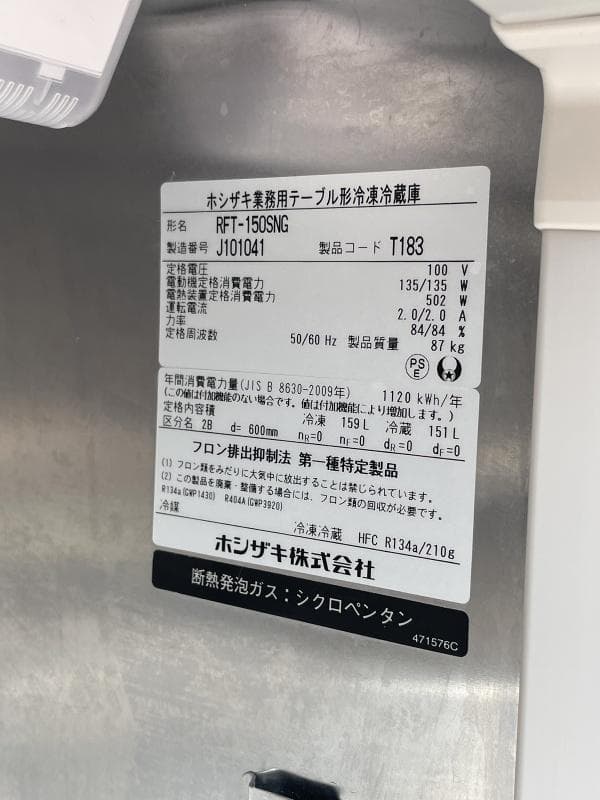 ホシザキ業務用テーブル形冷凍冷蔵庫
形名 RFT-150SNG
製造番号 J101041 製品コード T183
定格電圧 100 V
電動機定格消費電力 135/135 W
電熱装置定格消費電力 502 W
運転電流 2.0/2.0 A
力率 84/84 %
定格周波数 50/60 Hz 製品質量 87 kg
PS
E
年間消費電力量(JIS B 8630-2009年) 1120 kWh/年
(この値は付加機能のない場合です。値は付加機能により増加します。)
定格内容積 冷凍 159 L 冷蔵 151 L
区分名 2B d= 600mm nR=0 nF=0 dR=0 dF=0
フロン排出抑制法 第一種特定製品
(1) フロン類をみだりに大気中に放出することは禁じられています。
(2) この製品を廃棄・整備する場合には、フロン類の回収が必要です。
R134a(GWP1430) R404A(GWP3920)
冷媒 冷凍冷蔵 HFC R134a/210g
ホシザキ株式会社
断熱発泡ガス：シクロペンタン
471576C